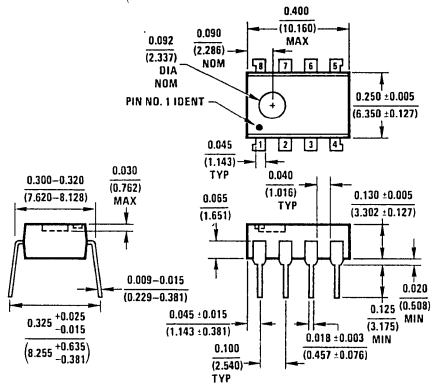 0.400
(10.160)
MAX
0.092
(2.337)
DIA
NOM
0.090
(2.286)
NOM
8 7 6 5
PIN NO. 1 IDENT
0.250 ±0.005
(6.350 ±0.127)
1 2 3 4
0.045
(1.143)
TYP
0.300–0.320
(7.620–8.128)
0.030
(0.762)
MAX
0.065
(1.651)
0.040
(1.016)
TYP
0.130 ±0.005
(3.302 ±0.127)
0.009–0.015
(0.229–0.381)
0.325 +0.025
-0.015
(8.255 +0.635
-0.381)
0.045 ±0.015
(1.143 ±0.381)
0.100
(2.540)
TYP
0.018 ±0.003
(0.457 ±0.076)
0.125
(3.175)
MIN
0.020
(0.508)
MIN